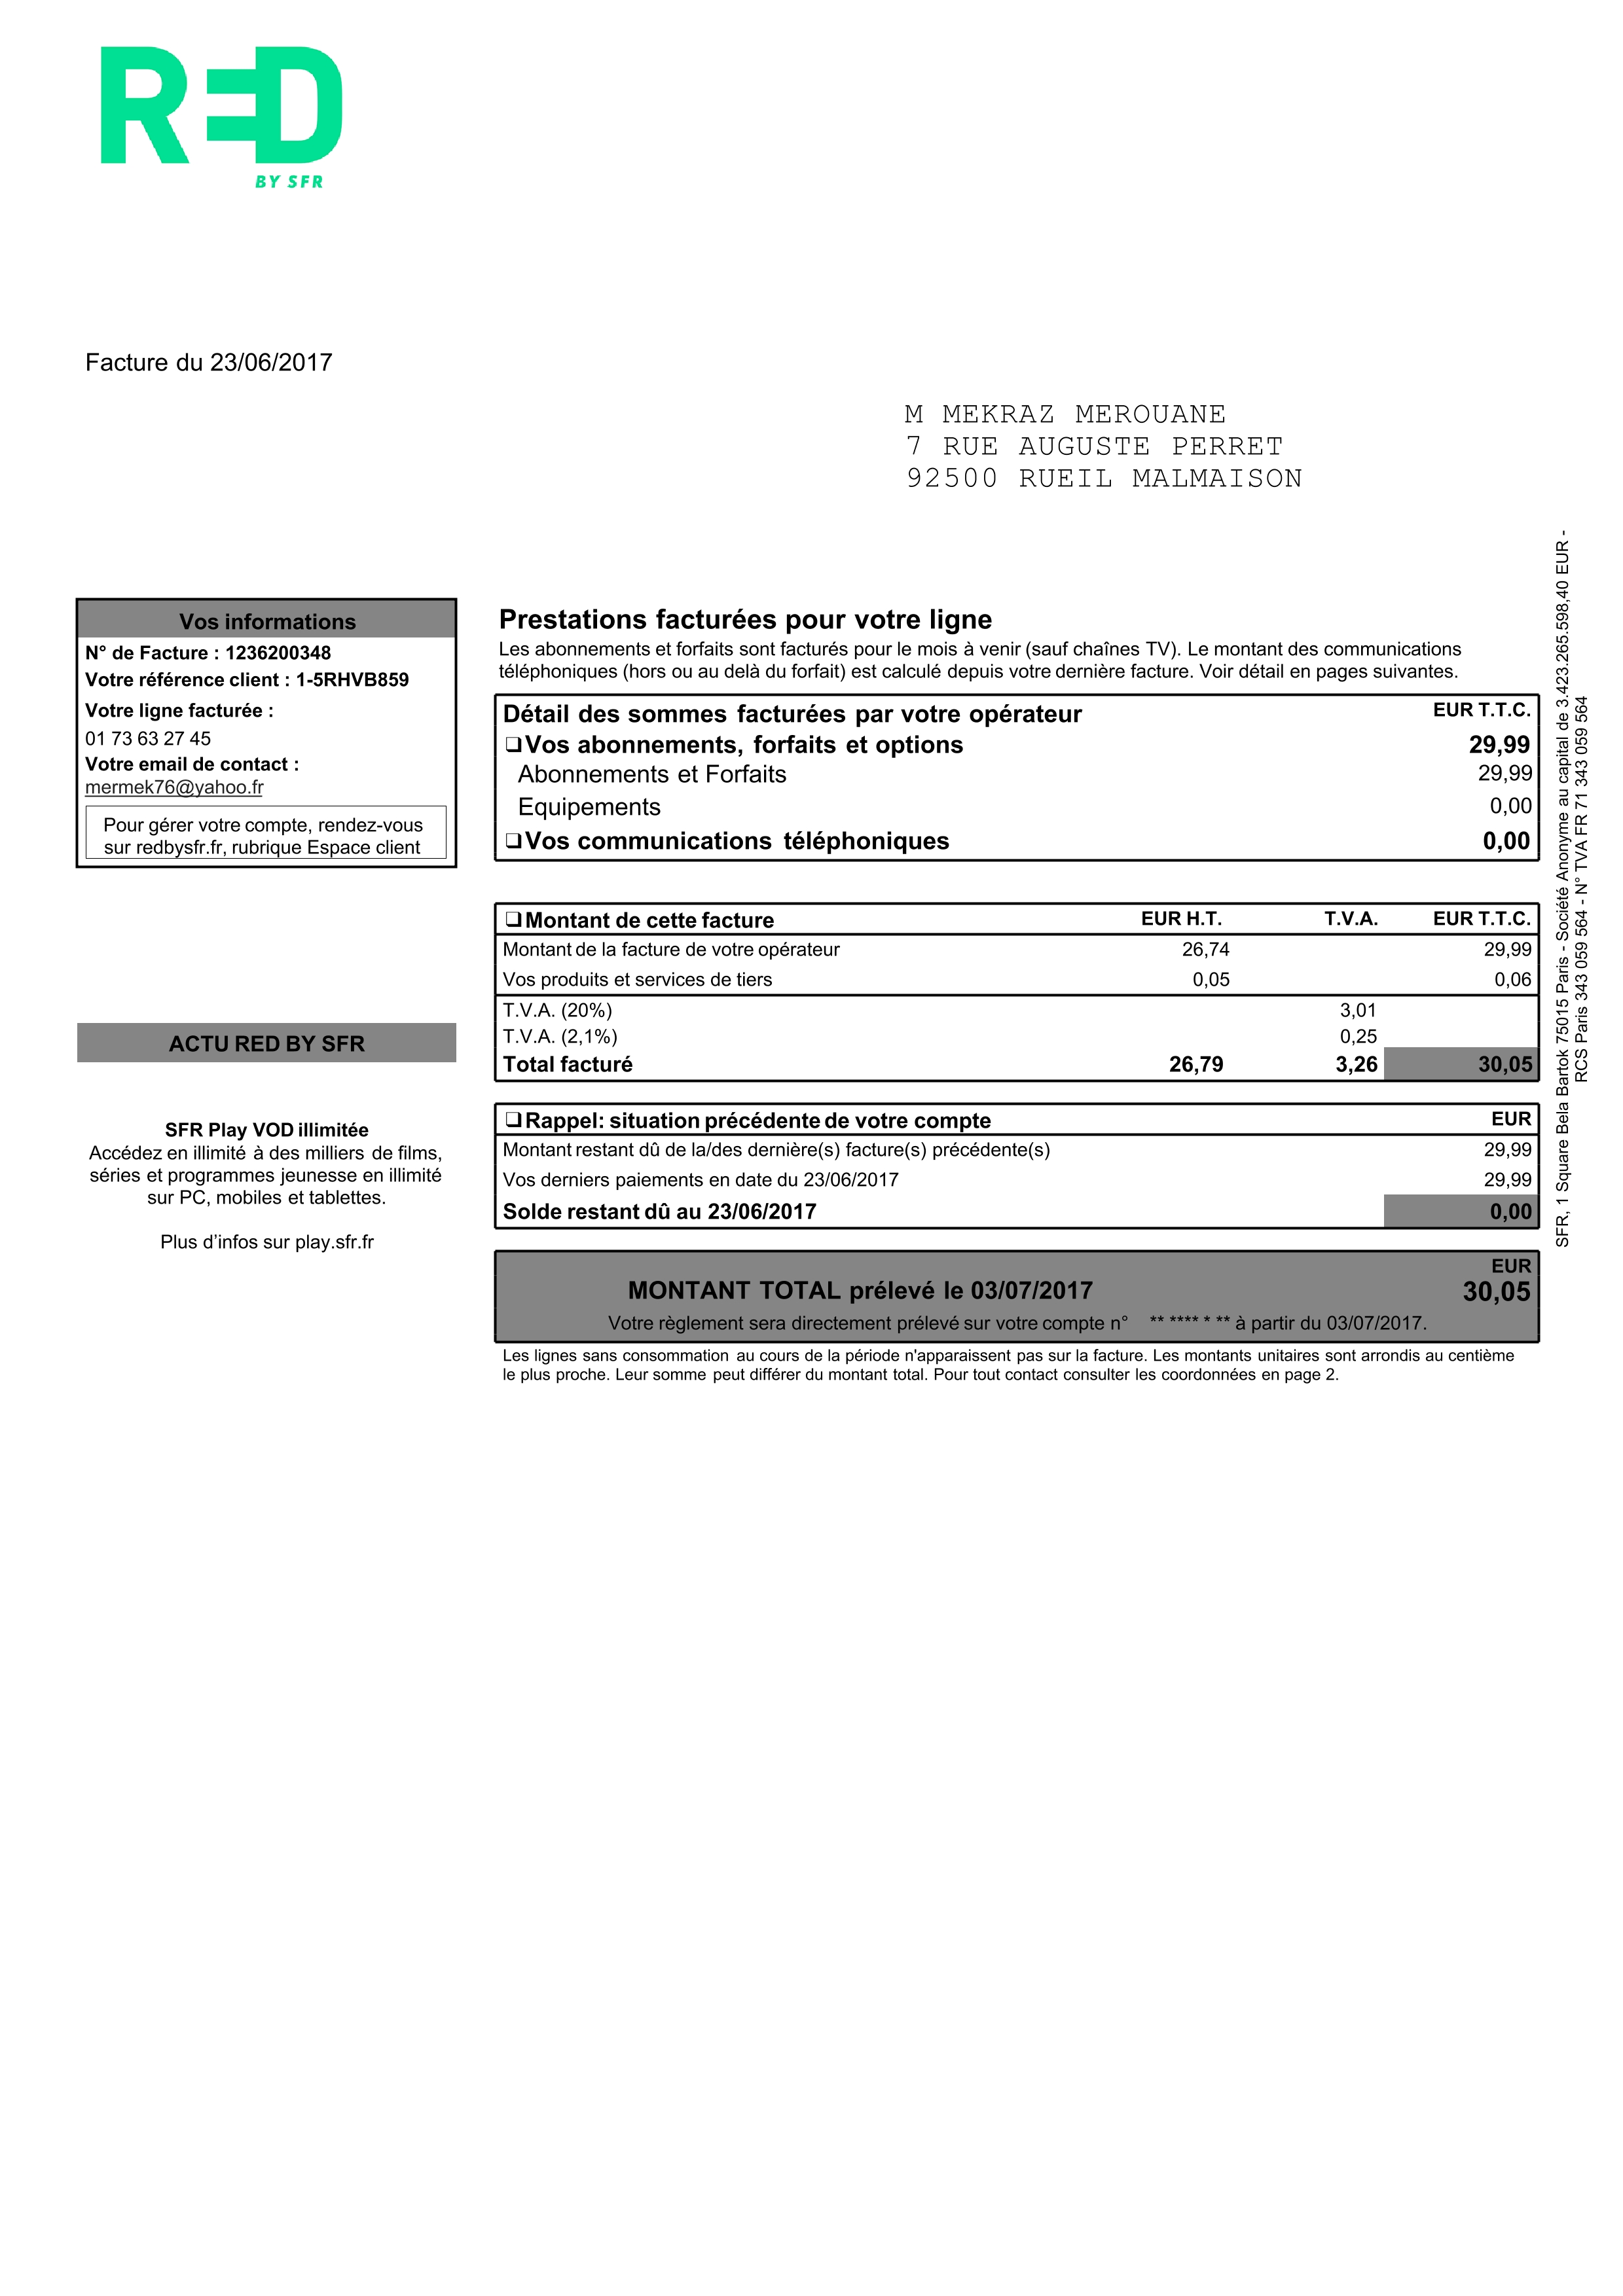 RED
BY SFR
Facture du 23/06/2017
M MEKRAZ MEROUANE
7 RUE AUGUSTE PERRET
92500 RUEIL MALMAISON
Vos informations
N° de Facture : 1236200348
Votre référence client : 1-5RHVB859
Votre ligne facturée :
01 73 63 27 45
Votre email de contact :
mermek76@yahoo.fr
Pour gérer votre compte, rendez-vous
sur redbysfr.fr, rubrique Espace client
ACTU RED BY SFR
SFR Play VOD illimitée
Accédez en illimité à des milliers de films,
séries et programmes jeunesse en illimité
sur PC, mobiles et tablettes.
Plus d’infos sur play.sfr.fr
Prestations facturées pour votre ligne
Les abonnements et forfaits sont facturés pour le mois à venir (sauf chaînes TV). Le montant des communications
téléphoniques (hors ou au delà du forfait) est calculé depuis votre dernière facture. Voir détail en pages suivantes.
Détail des sommes facturées par votre opérateur EUR T.T.C.
❑Vos abonnements, forfaits et options 29,99
Abonnements et Forfaits 29,99
Equipements 0,00
❑Vos communications téléphoniques 0,00
❑Montant de cette facture EUR H.T. T.V.A. EUR T.T.C.
Montant de la facture de votre opérateur 26,74 29,99
Vos produits et services de tiers 0,05 0,06
T.V.A. (20%) 3,01
T.V.A. (2,1%) 0,25
Total facturé 26,79 3,26 30,05
❑Rappel: situation précédente de votre compte EUR
Montant restant dû de la/des dernière(s) facture(s) précédente(s) 29,99
Vos derniers paiements en date du 23/06/2017 29,99
Solde restant dû au 23/06/2017 0,00
EUR
MONTANT TOTAL prélevé le 03/07/2017 30,05
Votre règlement sera directement prélevé sur votre compte n° ** **** * ** à partir du 03/07/2017.
Les lignes sans consommation au cours de la période n'apparaissent pas sur la facture. Les montants unitaires sont arrondis au centième
le plus proche. Leur somme peut différer du montant total. Pour tout contact consulter les coordonnées en page 2.
SFR, 1 Square Bela Bartok 75015 Paris - Société Anonyme au capital de 3.423.265.598,40 EUR -
RCS Paris 343 059 564 - N° TVA FR 71 343 059 564